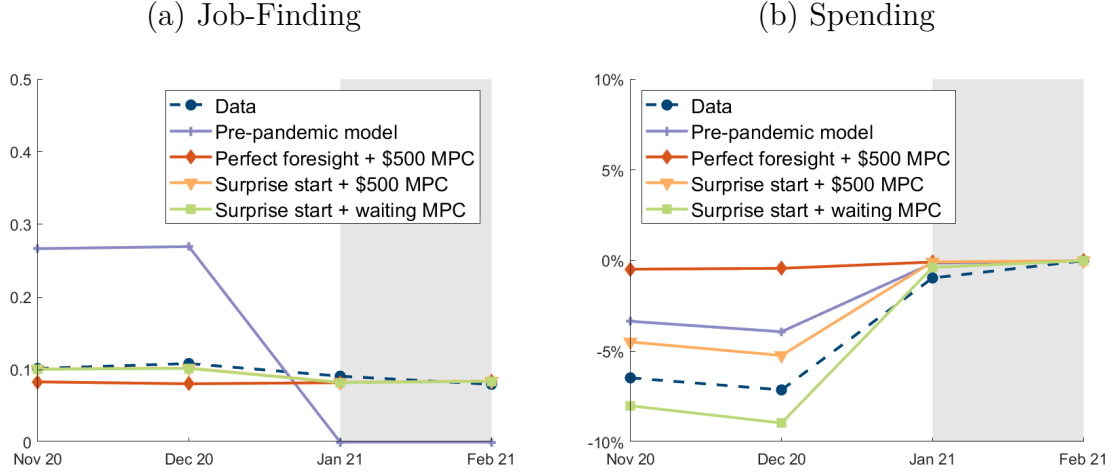 (a) Job-Finding
0.5
0.4
0.3
0.2
0.1
0
Nov 20
Dec 20
Jan 21
Feb 21
Data
Pre-pandemic model
Perfect foresight + $500 MPC
Surprise start + $500 MPC
Surprise start + waiting MPC
(b) Spending
10%
5%
0%
-5%
-10%
Nov 20
Dec 20
Jan 21
Feb 21
Data
Pre-pandemic model
Perfect foresight + $500 MPC
Surprise start + $500 MPC
Surprise start + waiting MPC